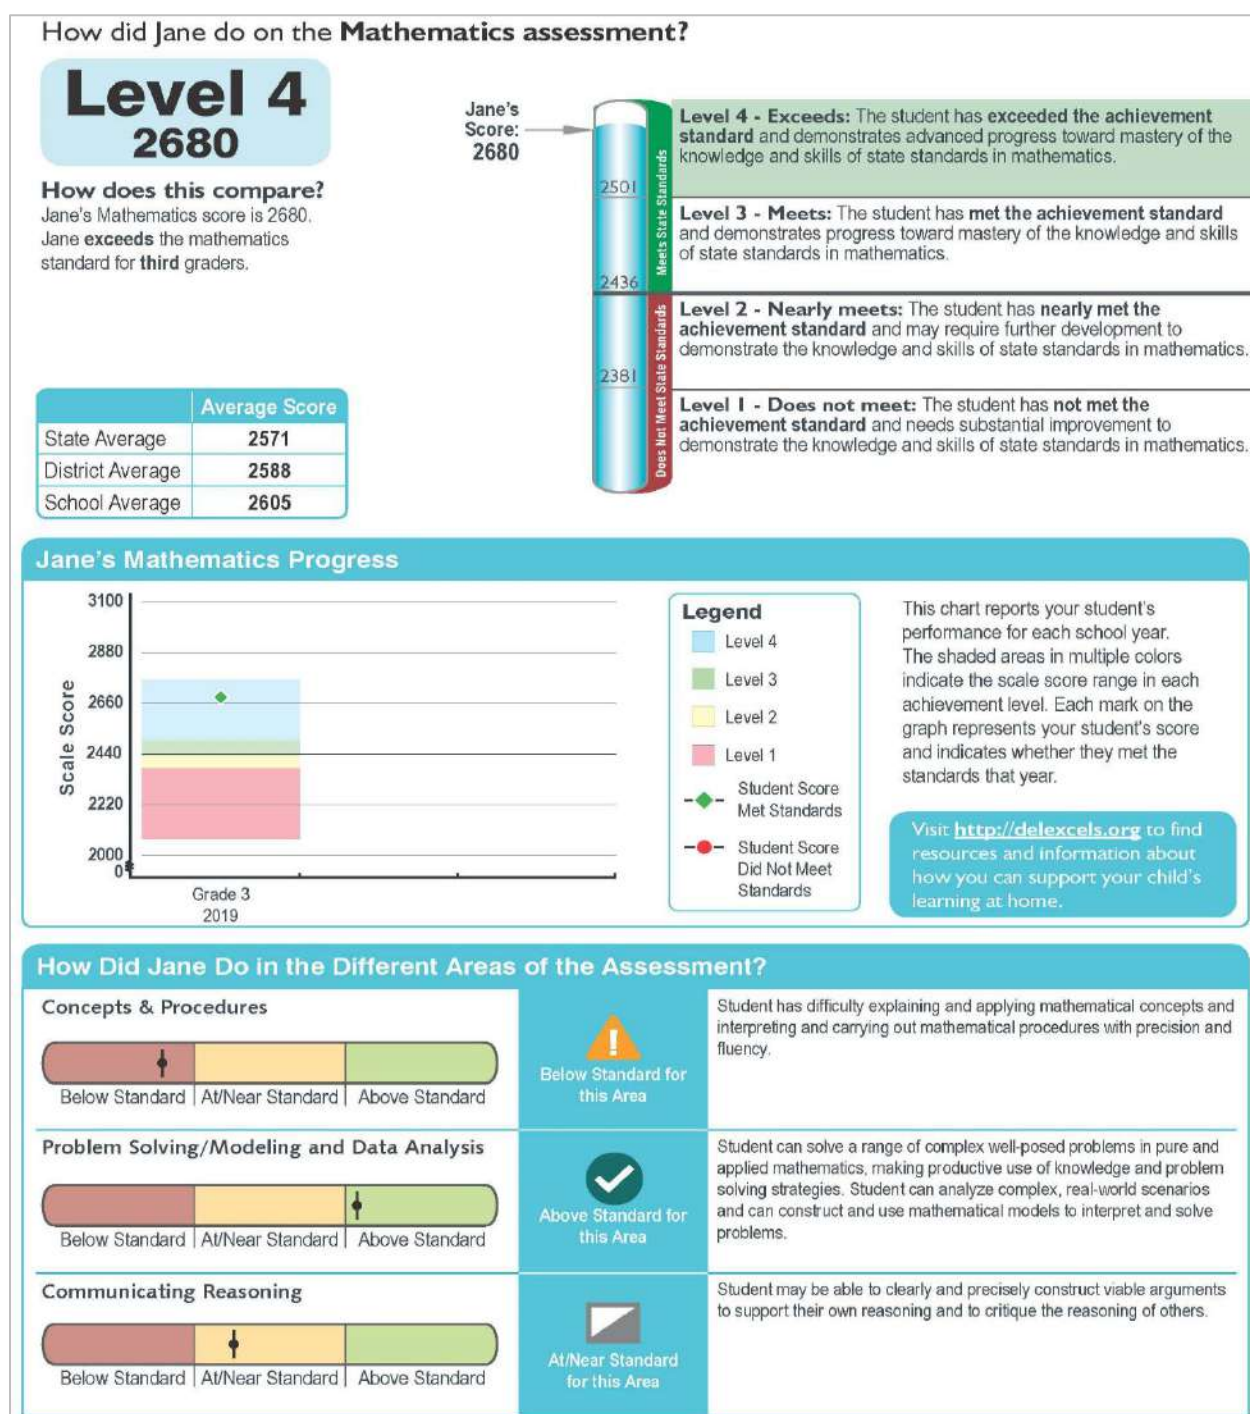 How did Jane do on the Mathematics assessment?
Level 4
2680
How does this compare?
Jane's Mathematics score is 2680.
Jane exceeds the mathematics
standard for third graders.
Jane's
Score:
2680
2501
2436
2381
Meets State Standards
Does Not Meet State Standards
Level 4 - Exceeds: The student has exceeded the achievement
standard and demonstrates advanced progress toward mastery of the
knowledge and skills of state standards in mathematics.
Level 3 - Meets: The student has met the achievement standard
and demonstrates progress toward mastery of the knowledge and skills
of state standards in mathematics.
Level 2 - Nearly meets: The student has nearly met the
achievement standard and may require further development to
demonstrate the knowledge and skills of state standards in mathematics.
Level 1 - Does not meet: The student has not met the
achievement standard and needs substantial improvement to
demonstrate the knowledge and skills of state standards in mathematics.
Average Score
State Average 2571
District Average 2588
School Average 2605
Jane's Mathematics Progress
Scale Score
3100
2880
2660
2440
2220
2000
0
Grade 3
2019
Legend
Level 4
Level 3
Level 2
Level 1
Student Score
Met Standards
Student Score
Did Not Meet
Standards
This chart reports your student's
performance for each school year.
The shaded areas in multiple colors
indicate the scale score range in each
achievement level. Each mark on the
graph represents your student's score
and indicates whether they met the
standards that year.
Visit http://delexcels.org to find
resources and information about
how you can support your child's
learning at home.
How Did Jane Do in the Different Areas of the Assessment?
Concepts & Procedures
Below Standard At/Near Standard Above Standard
Below Standard for
this Area
Student has difficulty explaining and applying mathematical concepts and
interpreting and carrying out mathematical procedures with precision and
fluency.
Problem Solving/Modeling and Data Analysis
Below Standard At/Near Standard Above Standard
Above Standard for
this Area
Student can solve a range of complex well-posed problems in pure and
applied mathematics, making productive use of knowledge and problem
solving strategies. Student can analyze complex, real-world scenarios
and can construct and use mathematical models to interpret and solve
problems.
Communicating Reasoning
Below Standard At/Near Standard Above Standard
At/Near Standard
for this Area
Student may be able to clearly and precisely construct viable arguments
to support their own reasoning and to critique the reasoning of others.